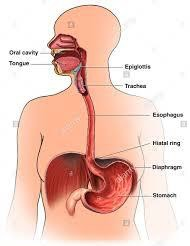 Oral cavity
Tongue
Epiglottis
Trachea
Esophagus
Hiatal ring
Diaphragm
Stomach